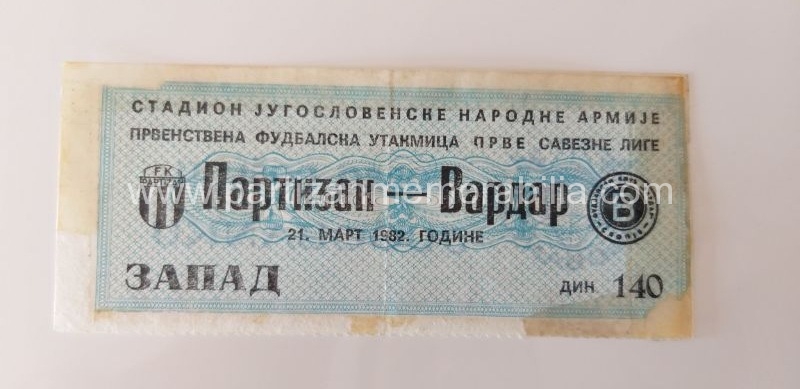 СТАДИОН ЈУГОСЛОВЕНСКЕ НАРОДНЕ АРМИЈЕ
ПРВЕНСТВЕНА ФУДБАЛСКА УТАКМИЦА ПРВЕ САВЕЗНЕ ЛИГЕ
FK
Партизан — Вардар
В
www.partizanmemorabilia.com
21. МАРТ 1982. ГОДИНЕ
ЗАПАД
ДИН 140